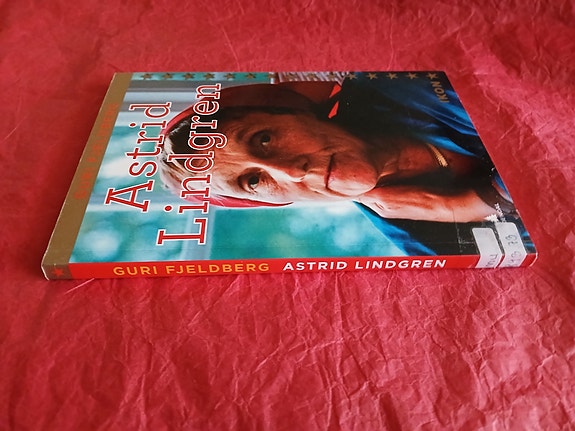 Astrid
Lindgren
IKON
GURI FJELDBERG ASTRID LINDGREN